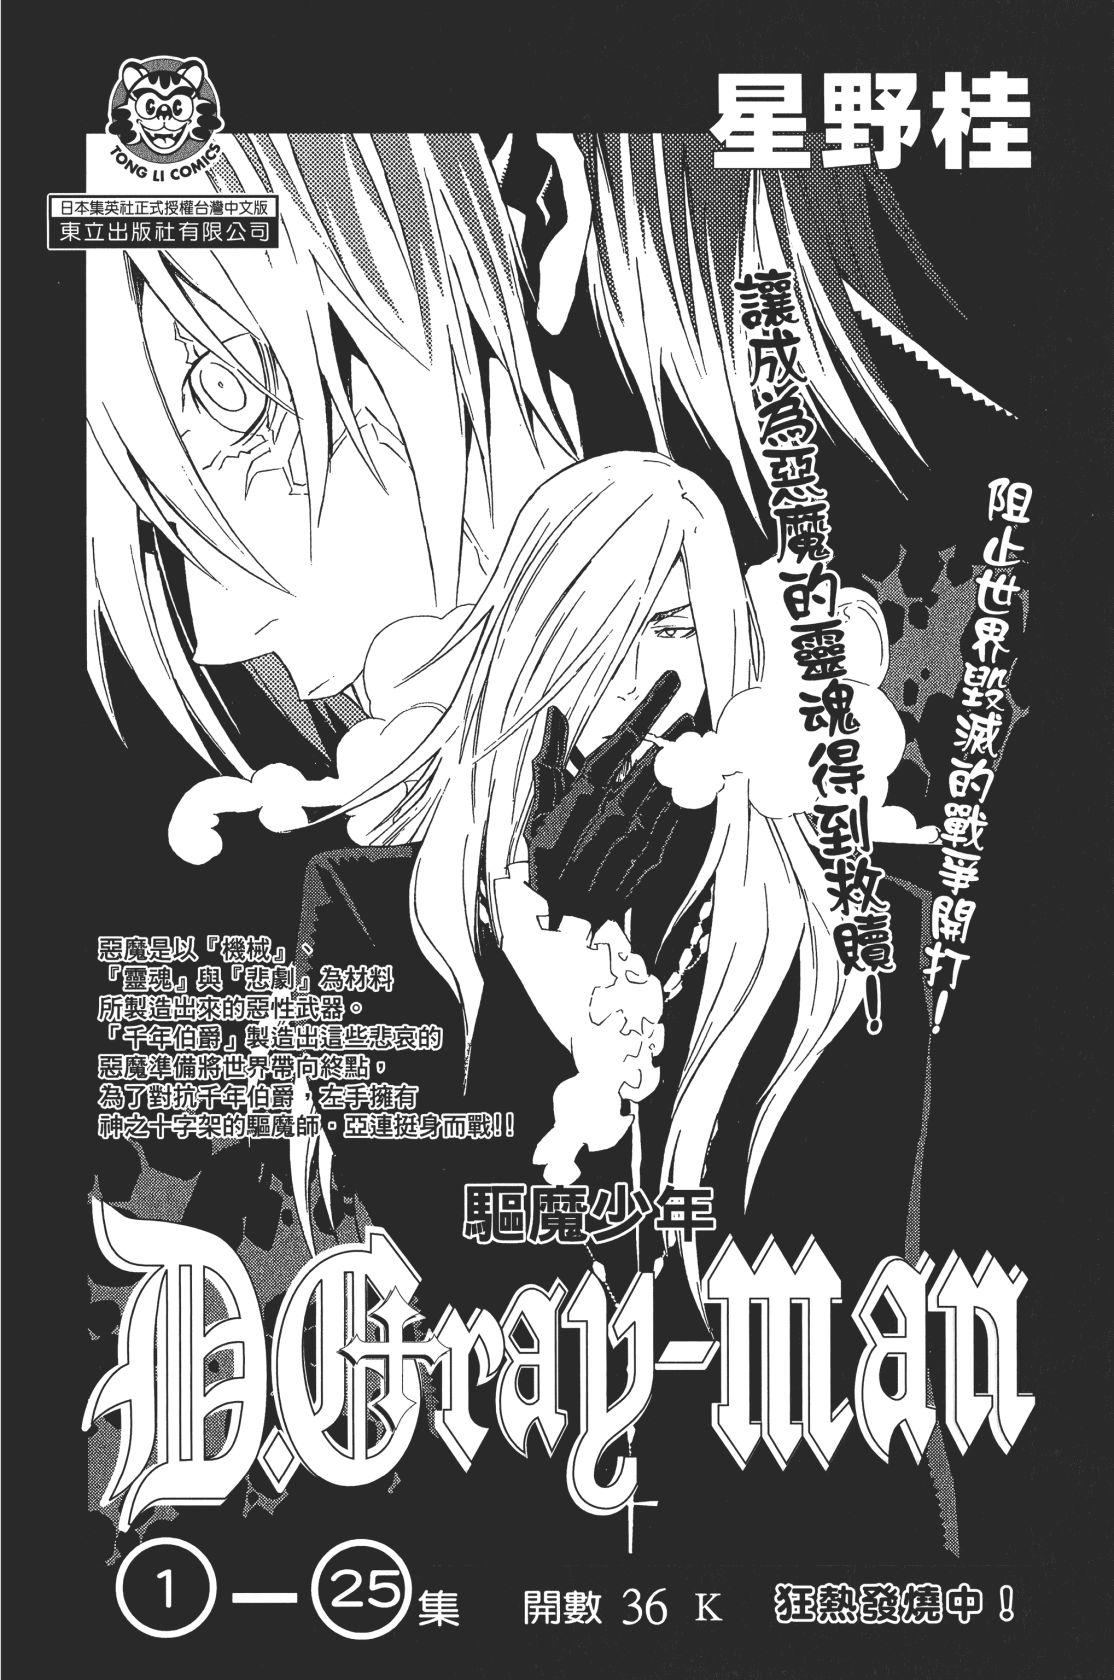 星野桂
TONG LI COMICS
日本集英社正式授權台灣中文版
東立出版社有限公司
阻止世界毀滅的戰爭開打！
讓成為惡魔的靈魂得到救贖！
惡魔是以『機械』、
『靈魂』與『悲劇』為材料
所製造出來的惡性武器。
「千年伯爵」製造出這些悲哀的
惡魔準備將世界帶向終點，
為了對抗千年伯爵，左手擁有
神之十字架的驅魔師・亞連挺身而戰!!
驅魔少年
D.Gray-man
1－25集 開數 36 K 狂熱發燒中！